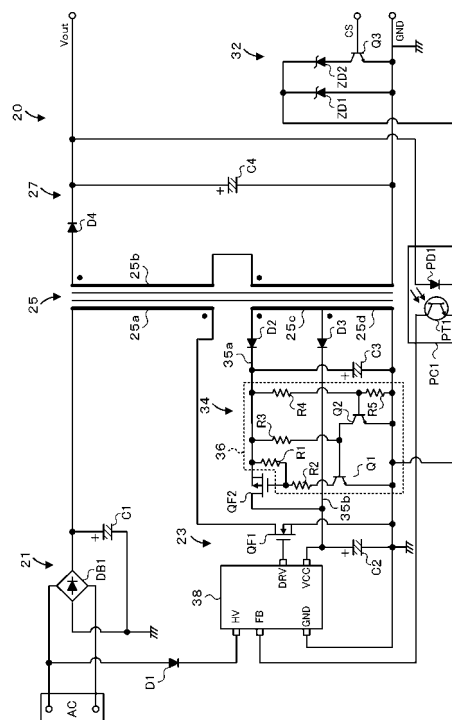 AC
21
DB1
D1
C1
+
38
HV
FB
GND
DRV
VCC
23
QF1
C2
+
QF2
36
34
35a
35b
R1
R2
R3
R4
R5
Q1
Q2
C3
+
D2
D3
25
25a
25b
25c
25d
PC1
PT1
PD1
D4
27
20
C4
+
32
ZD1
ZD2
Q3
CS
Vout
GND